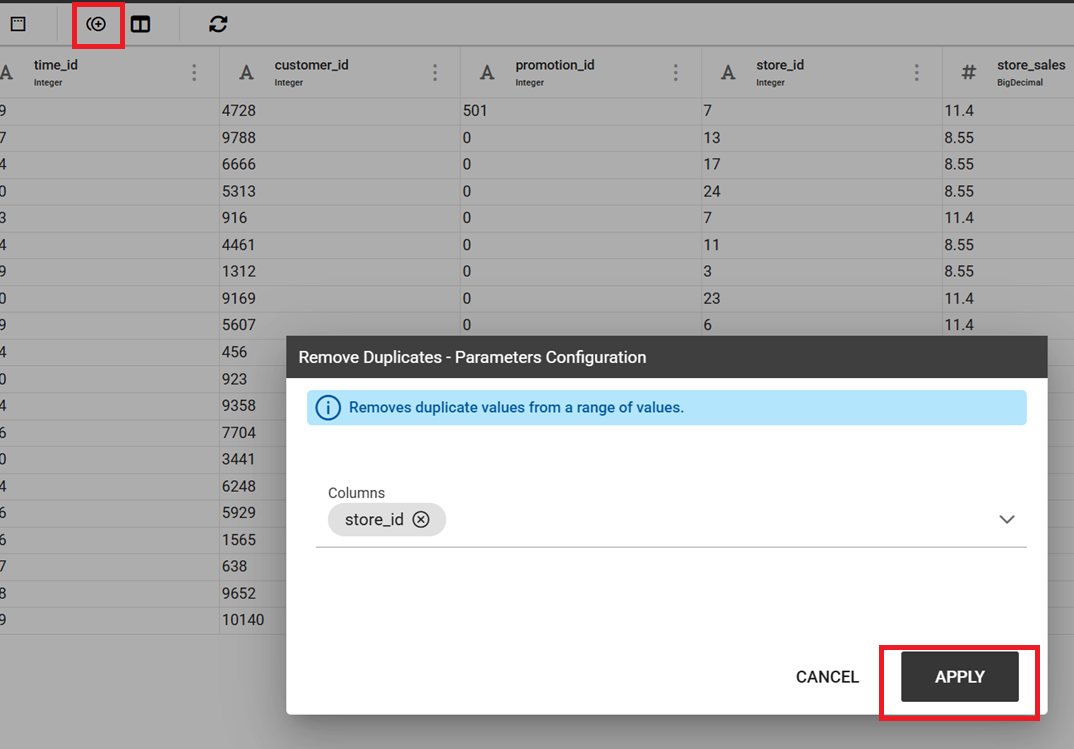 A time_id A customer_id A promotion_id A store_id # store_sales
Integer Integer Integer Integer BigDecimal
9 4728 501 7 11.4
7 9788 0 13 8.55
4 6666 0 17 8.55
0 5313 0 24 8.55
3 916 0 7 11.4
4 4461 0 11 8.55
9 1312 0 3 8.55
0 9169 0 23 11.4
9 5607 0 6 11.4
4 456
0 923
4 9358
6 7704
0 3441
4 6248
6 5929
6 1565
7 638
8 9652
9 10140
Remove Duplicates - Parameters Configuration
Removes duplicate values from a range of values.
Columns
store_id
CANCEL APPLY